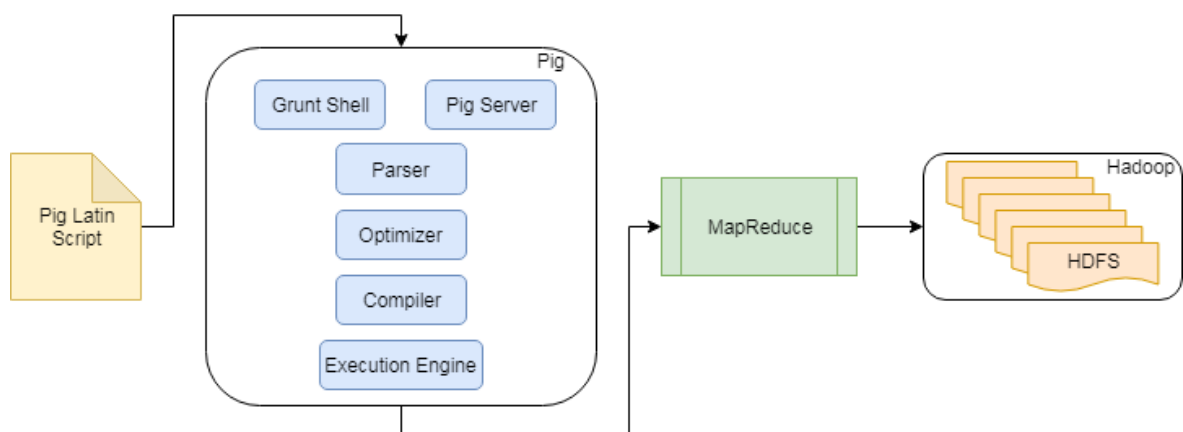 Pig
Grunt Shell
Pig Server
Parser
Optimizer
Compiler
Execution Engine
Pig Latin
Script
MapReduce
Hadoop
HDFS